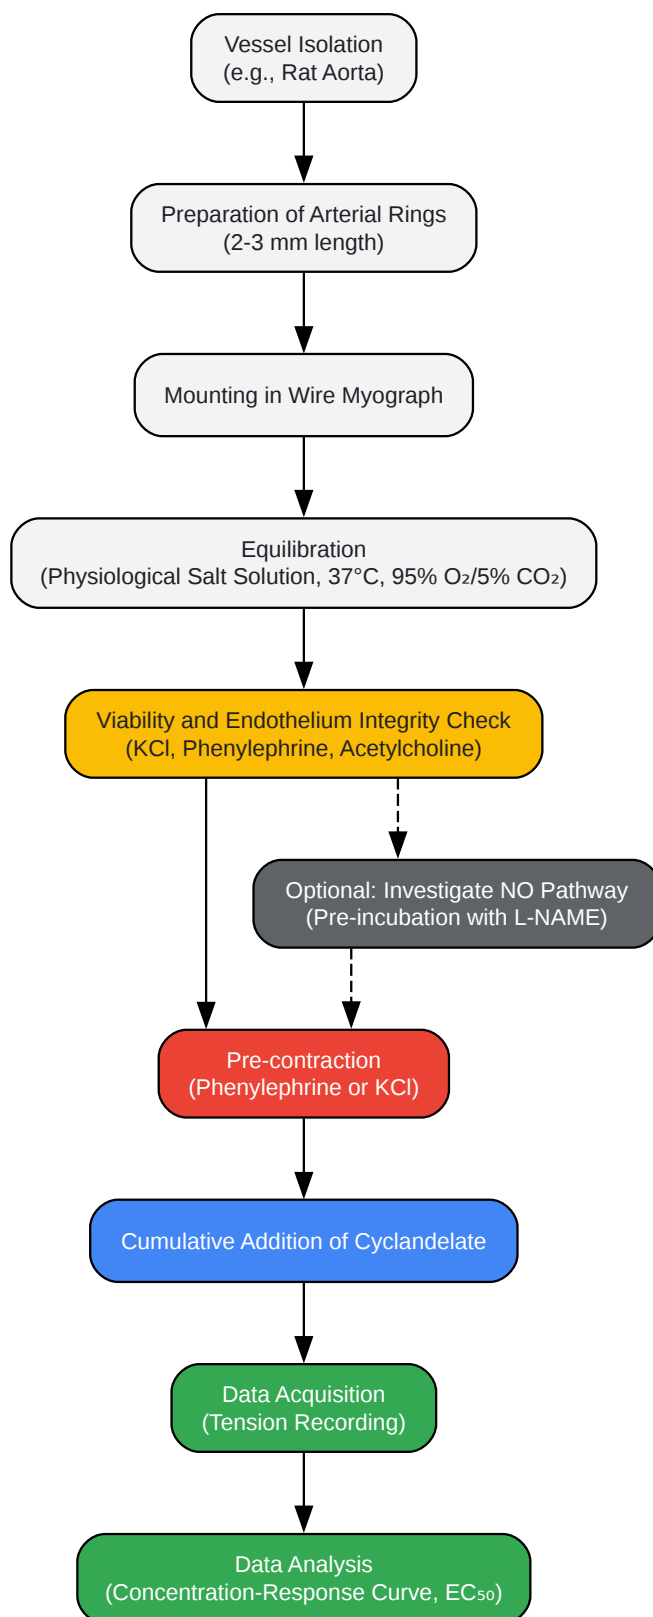 Vessel Isolation
(e.g., Rat Aorta)
Preparation of Arterial Rings
(2-3 mm length)
Mounting in Wire Myograph
Equilibration
(Physiological Salt Solution, 37°C, 95% O₂/5% CO₂)
Viability and Endothelium Integrity Check
(KCl, Phenylephrine, Acetylcholine)
Optional: Investigate NO Pathway
(Pre-incubation with L-NAME)
Pre-contraction
(Phenylephrine or KCl)
Cumulative Addition of Cyclandelate
Data Acquisition
(Tension Recording)
Data Analysis
(Concentration-Response Curve, EC₅₀)